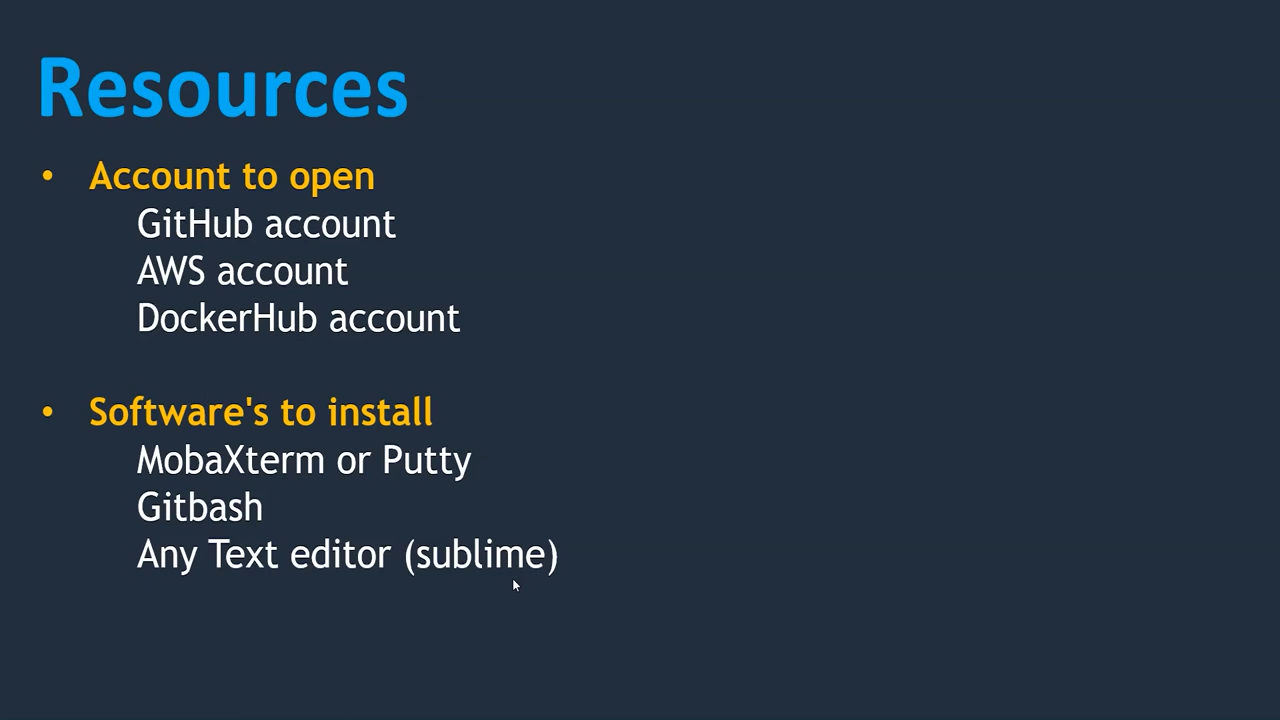 Resources
• Account to open
GitHub account
AWS account
DockerHub account
• Software's to install
MobaXterm or Putty
Gitbash
Any Text editor (sublime)